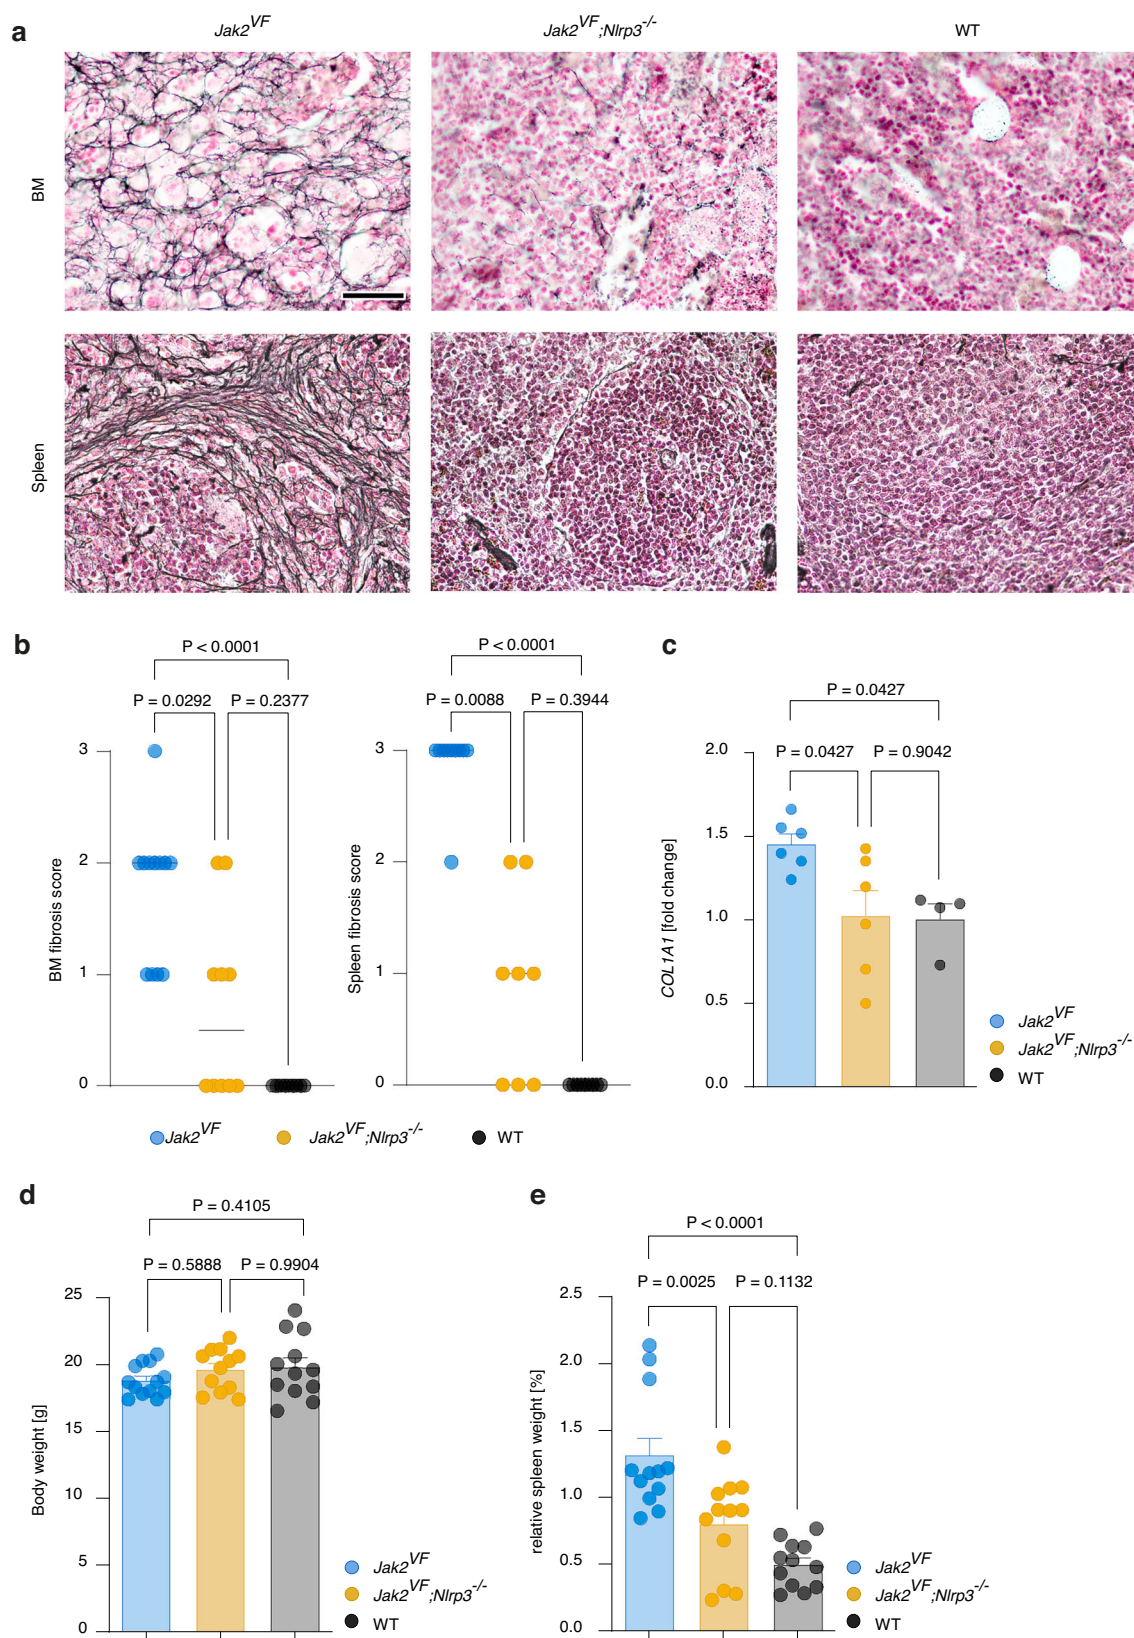 a
Jak2VF
Jak2VF;Nlrp3-/-
WT
BM
Spleen
b
P < 0.0001
P = 0.0292
P = 0.2377
BM fibrosis score
3
2
1
0
P < 0.0001
P = 0.0088
P = 0.3944
Spleen fibrosis score
3
2
1
0
Jak2VF
Jak2VF;Nlrp3-/-
WT
c
P = 0.0427
P = 0.0427
P = 0.9042
COL1A1 [fold change]
2.0
1.5
1.0
0.5
0.0
Jak2VF
Jak2VF;Nlrp3-/-
WT
d
P = 0.4105
P = 0.5888
P = 0.9904
Body weight [g]
25
20
15
10
5
0
Jak2VF
Jak2VF;Nlrp3-/-
WT
e
P < 0.0001
P = 0.0025
P = 0.1132
relative spleen weight [%]
2.5
2.0
1.5
1.0
0.5
0.0
Jak2VF
Jak2VF;Nlrp3-/-
WT